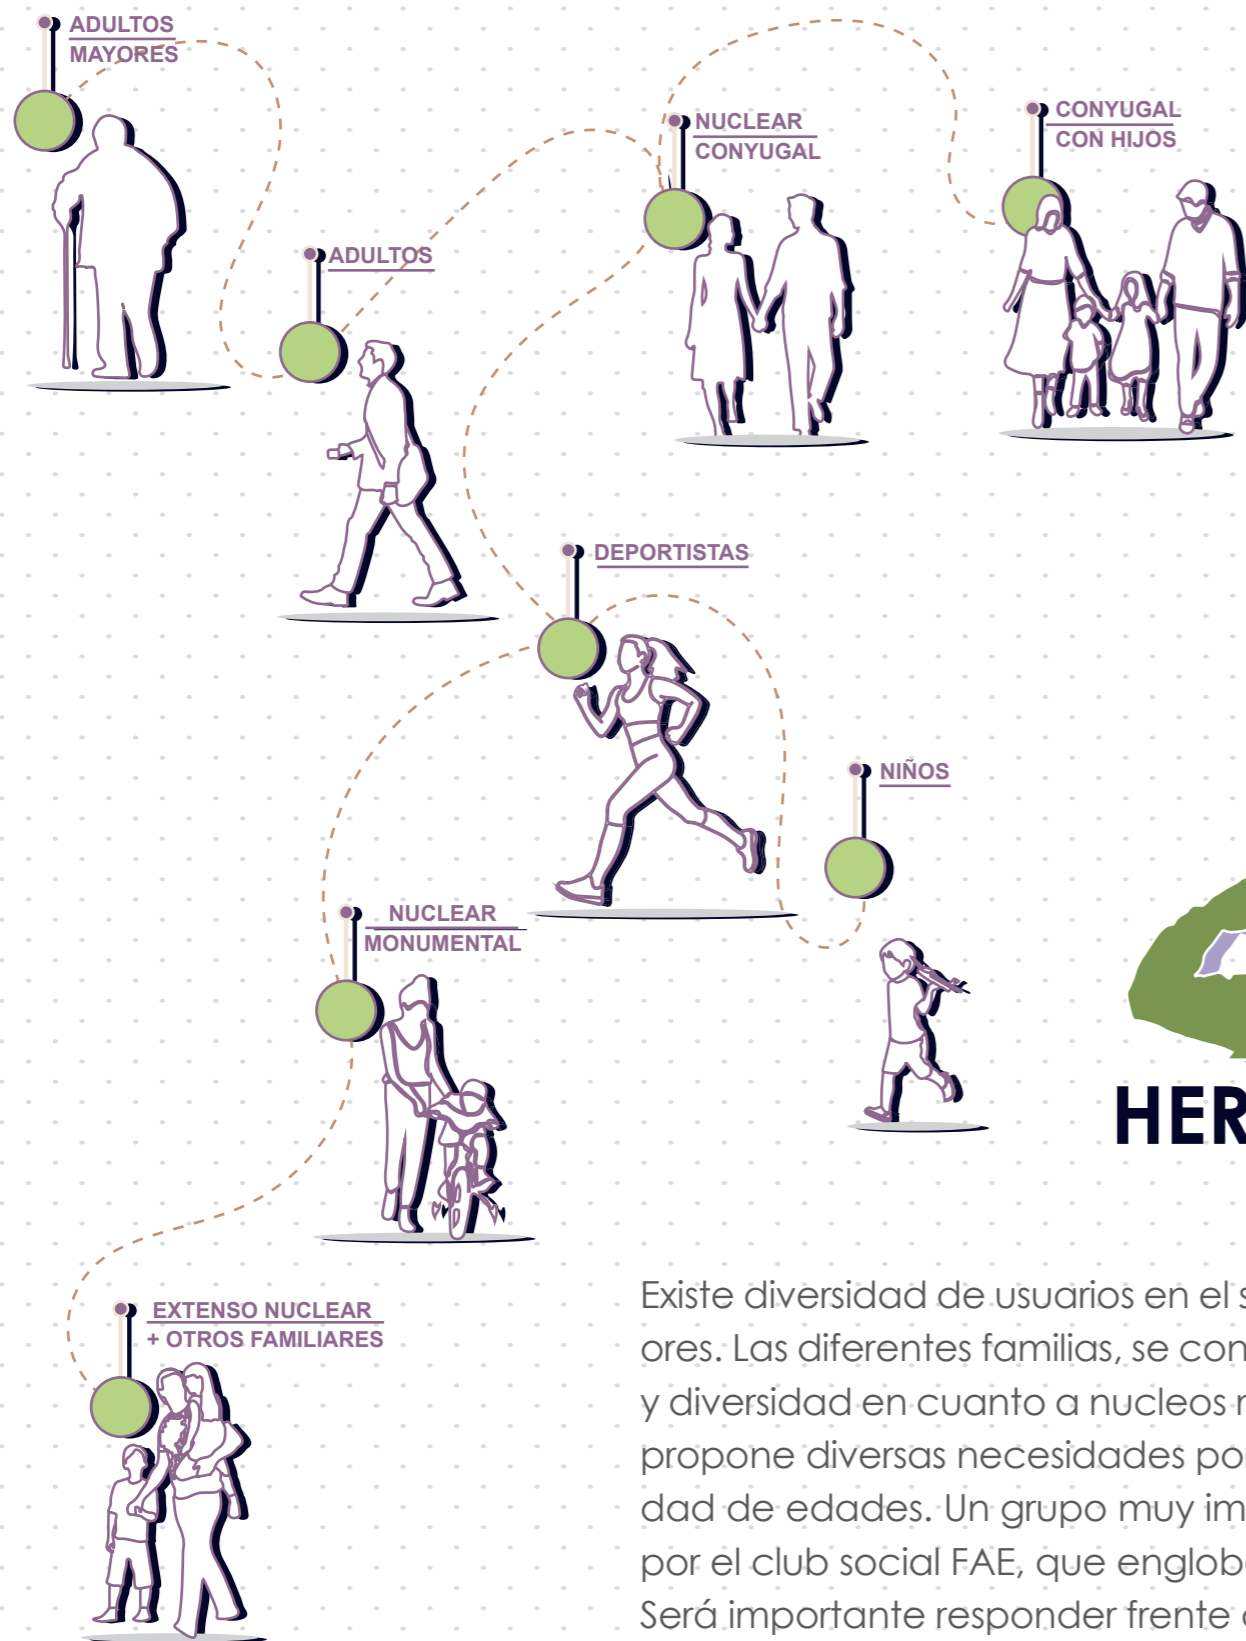 ADULTOS
MAYORES
NUCLEAR
CONYUGAL
CONYUGAL
CON HIJOS
ADULTOS
DEPORTISTAS
NIÑOS
NUCLEAR
MONUMENTAL
HER
EXTENSO NUCLEAR
+ OTROS FAMILIARES
Existe diversidad de usuarios en el s
ores. Las diferentes familias, se con
y diversidad en cuanto a nucleos
propone diversas necesidades por
dad de edades. Un grupo muy im
por el club social FAE, que englob
Será importante responder frente